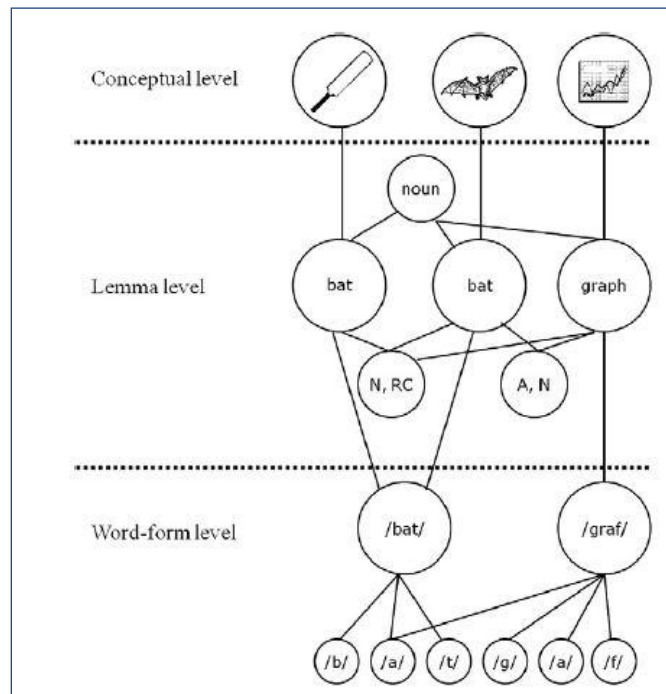 Conceptual level
noun
Lemma level
bat
bat
graph
N, RC
A, N
Word-form level
/bat/
/graf/
/b/
/a/
/t/
/g/
/a/
/f/